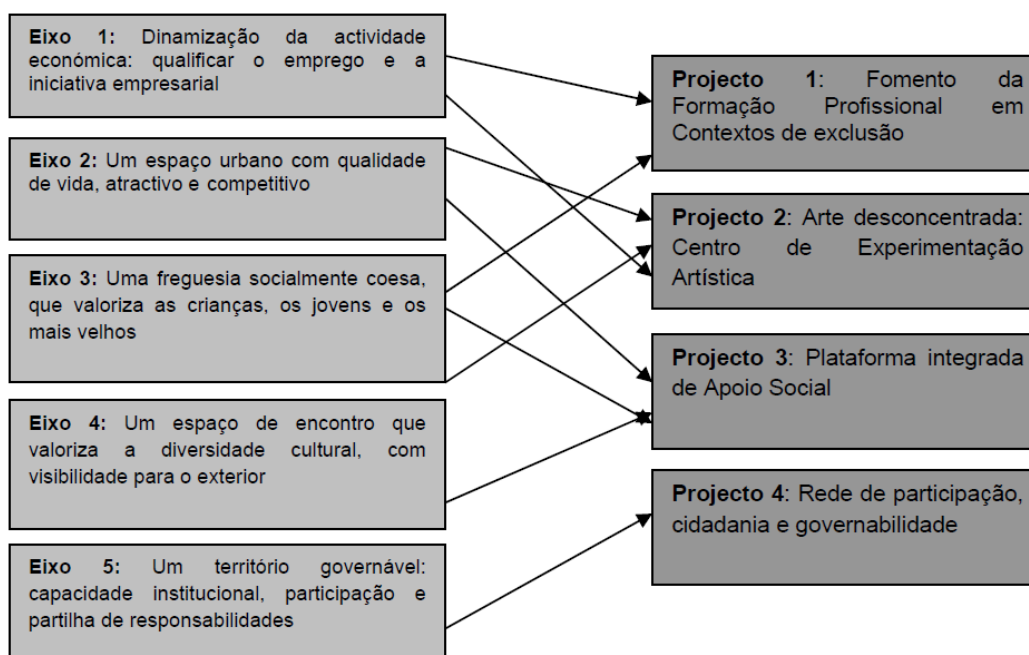 Eixo 1: Dinamização da actividade
económica: qualificar o emprego e a
iniciativa empresarial
Eixo 2: Um espaço urbano com qualidade
de vida, atractivo e competitivo
Eixo 3: Uma freguesia socialmente coesa,
que valoriza as crianças, os jovens e os
mais velhos
Eixo 4: Um espaço de encontro que
valoriza a diversidade cultural, com
visibilidade para o exterior
Eixo 5: Um território governável:
capacidade institucional, participação e
partilha de responsabilidades
Projecto 1: Fomento da
Formação Profissional em
Contextos de exclusão
Projecto 2: Arte desconcentrada:
Centro de Experimentação
Artística
Projecto 3: Plataforma integrada
de Apoio Social
Projecto 4: Rede de participação,
cidadania e governabilidade